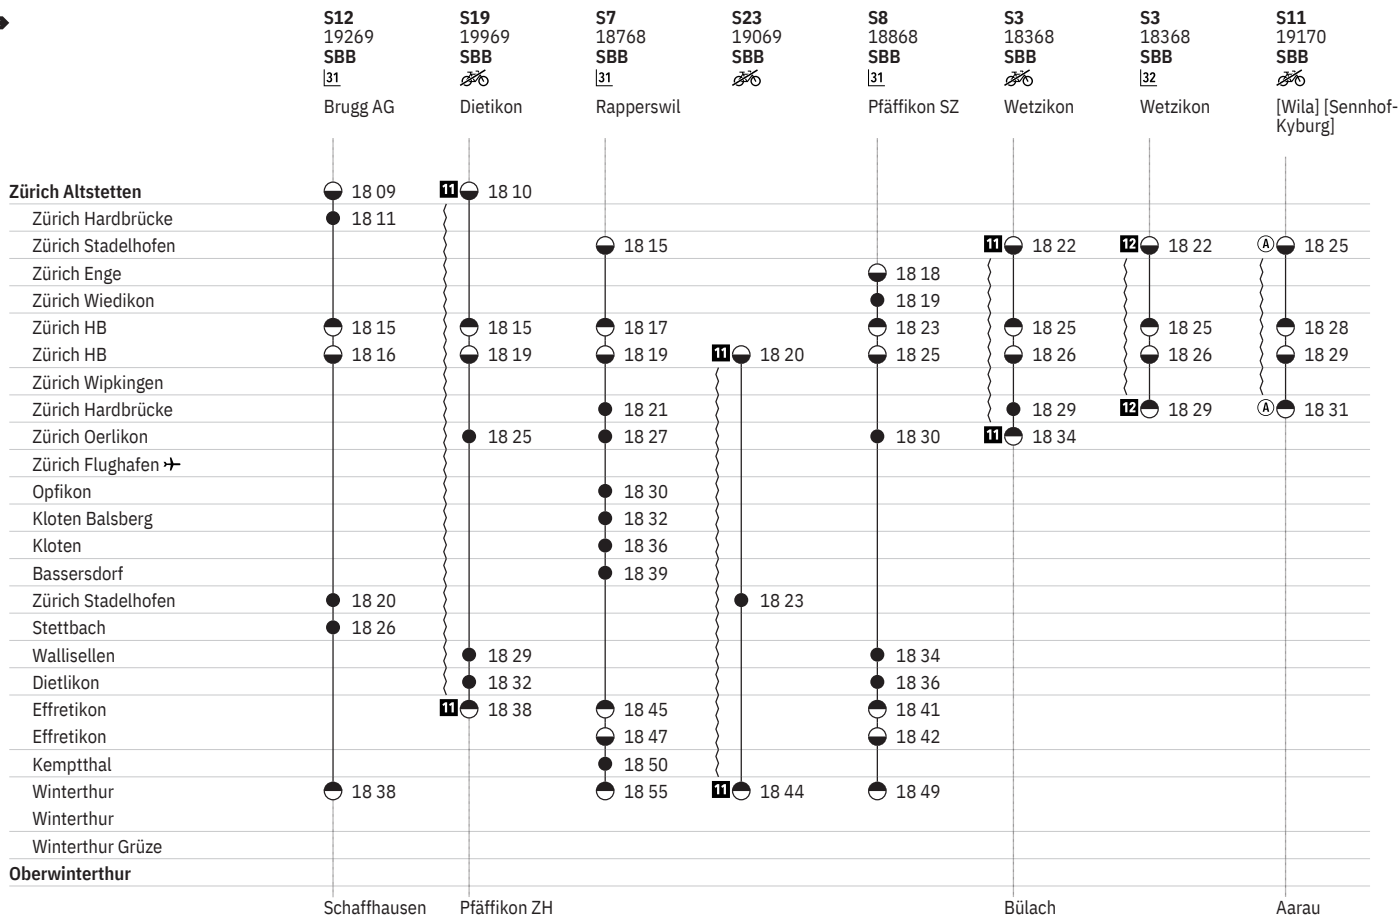 S12 S19 S7 S23 S8 S3 S3 S11
19269 19969 18768 19069 18868 18368 18368 19170
SBB SBB SBB SBB SBB SBB SBB SBB
31 31 31 32
Brugg AG Dietikon Rapperswil Pfäffikon SZ Wetzikon Wetzikon [Wila] [Sennhof-
Kyburg]
Zürich Altstetten 18 09 11 18 10
Zürich Hardbrücke 18 11
Zürich Stadelhofen 18 15 11 18 22 12 18 22 A 18 25
Zürich Enge 18 18
Zürich Wiedikon 18 19
Zürich HB 18 15 18 15 18 17 18 23 18 25 18 25 18 28
Zürich HB 18 16 18 19 18 19 11 18 20 18 25 18 26 18 26 18 29
Zürich Wipkingen
Zürich Hardbrücke 18 21 18 29 12 18 29 A 18 31
Zürich Oerlikon 18 25 18 27 18 30 11 18 34
Zürich Flughafen
Opfikon 18 30
Kloten Balsberg 18 32
Kloten 18 36
Bassersdorf 18 39
Zürich Stadelhofen 18 20 18 23
Stettbach 18 26
Wallisellen 18 29 18 34
Dietlikon 18 32 18 36
Effretikon 11 18 38 18 45 18 41
Effretikon 18 47 18 42
Kemptthal 18 50
Winterthur 18 38 18 55 11 18 44 18 49
Winterthur
Winterthur Grüze
Oberwinterthur
Schaffhausen Pfäffikon ZH Bülach Aarau